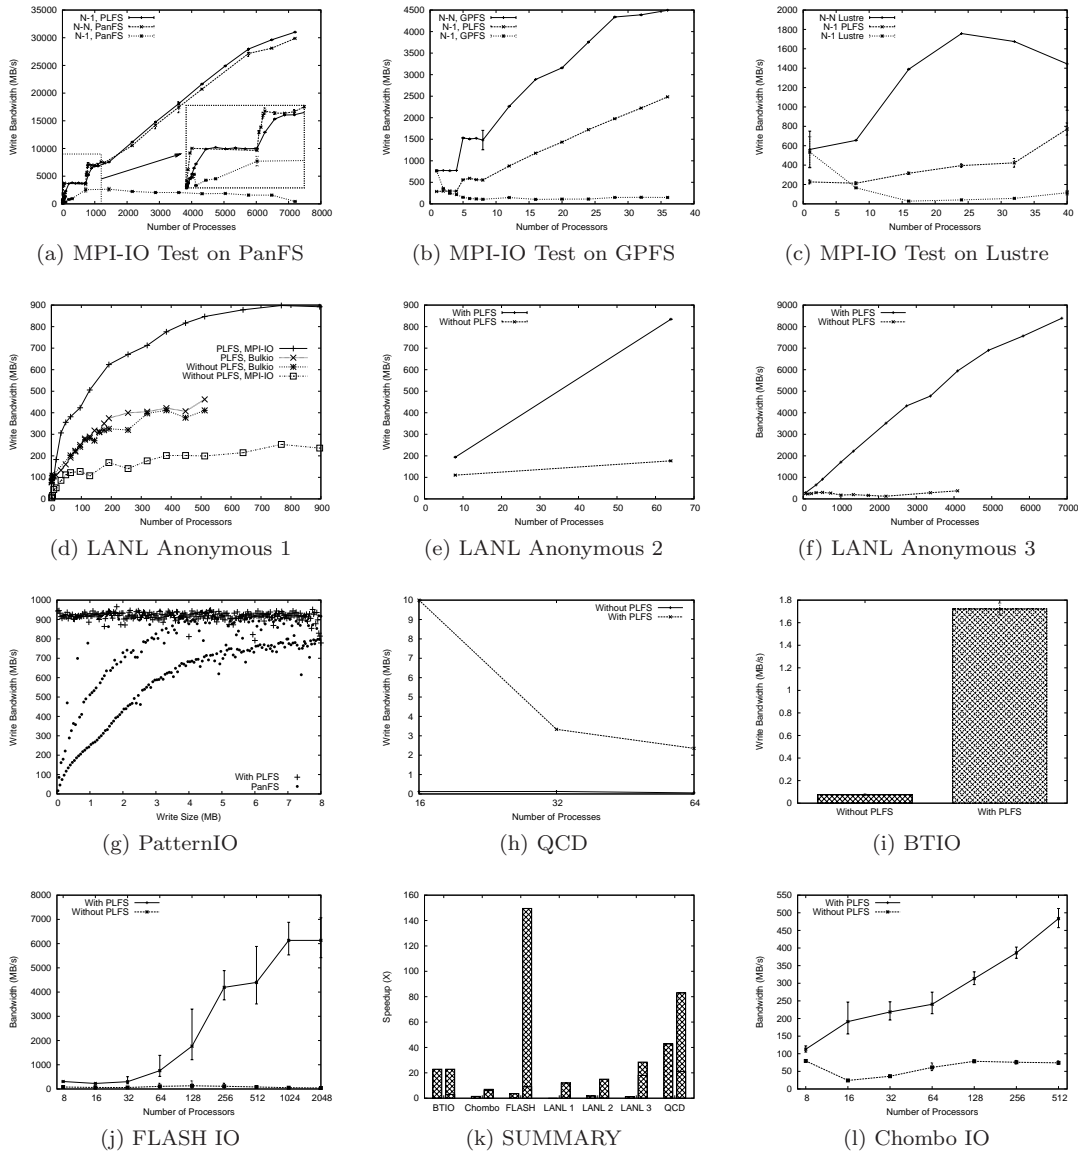 N-1, PLFS
N-N, PanFS
N-1, PanFS
Write Bandwidth (MB/s)
35000
30000
25000
20000
15000
10000
5000
0
0 1000 2000 3000 4000 5000 6000 7000 8000
Number of Processes
(a) MPI-IO Test on PanFS
N-N, GPFS
N-1, PLFS
N-1, GPFS
Write Bandwidth (MB/s)
4500
4000
3500
3000
2500
2000
1500
1000
500
0
0 5 10 15 20 25 30 35 40
Number of Processes
(b) MPI-IO Test on GPFS
N-N Lustre
N-1 PLFS
N-1 Lustre
Write Bandwidth (MB/s)
2000
1800
1600
1400
1200
1000
800
600
400
200
0
0 5 10 15 20 25 30 35 40
Number of Processes
(c) MPI-IO Test on Lustre
PLFS, MPI-IO
PLFS, Bulkio
Without PLFS, Bulkio
Without PLFS, MPI-IO
Write Bandwidth (MB/s)
900
800
700
600
500
400
300
200
100
0
0 100 200 300 400 500 600 700 800 900
Number of Processors
(d) LANL Anonymous 1
With PLFS
Without PLFS
Write Bandwidth (MB/s)
900
800
700
600
500
400
300
200
100
0
0 10 20 30 40 50 60 70
Number of Processes
(e) LANL Anonymous 2
With PLFS
Without PLFS
Bandwidth (MB/s)
9000
8000
7000
6000
5000
4000
3000
2000
1000
0
0 1000 2000 3000 4000 5000 6000 7000
Number of Processes
(f) LANL Anonymous 3
Write Bandwidth (MB/s)
1000
900
800
700
600
500
400
300
200
100
0
With PLFS
PanFS
0 1 2 3 4 5 6 7 8
Write Size (MB)
(g) PatternIO
Without PLFS
With PLFS
Write Bandwidth (MB/s)
10
9
8
7
6
5
4
3
2
1
0
16 32 64
Number of Processes
(h) QCD
Write Bandwidth (MB/s)
1.8
1.6
1.4
1.2
1
0.8
0.6
0.4
0.2
0
Without PLFS With PLFS
(i) BTIO
With PLFS
Without PLFS
Bandwidth (MB/s)
8000
7000
6000
5000
4000
3000
2000
1000
0
8 16 32 64 128 256 512 1024 2048
Number of Processors
(j) FLASH IO
Speedup (X)
160
140
120
100
80
60
40
20
0
BTIO Chombo FLASH LANL 1 LANL 2 LANL 3 QCD
(k) SUMMARY
With PLFS
Without PLFS
Bandwidth (MB/s)
550
500
450
400
350
300
250
200
150
100
50
0
8 16 32 64 128 256 512
Number of Processors
(l) Chombo IO